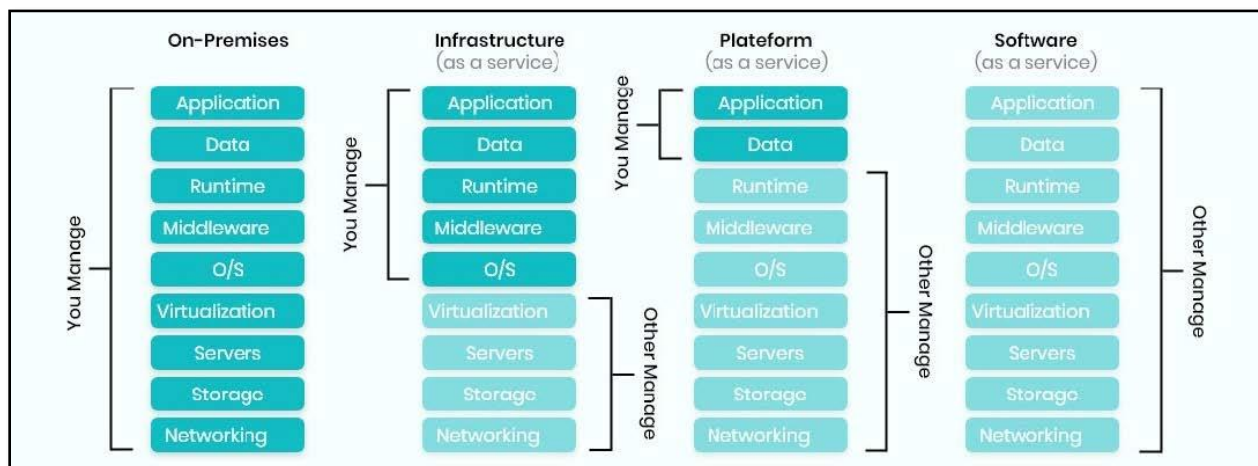 On-Premises
Application
Data
Runtime
Middleware
O/S
Virtualization
Servers
Storage
Networking
You Manage
Infrastructure
(as a service)
Application
Data
Runtime
Middleware
O/S
Virtualization
Servers
Storage
Networking
You Manage
Other Manage
Plateform
(as a service)
Application
Data
Runtime
Middleware
O/S
Virtualization
Servers
Storage
Networking
You Manage
Other Manage
Software
(as a service)
Application
Data
Runtime
Middleware
O/S
Virtualization
Servers
Storage
Networking
Other Manage